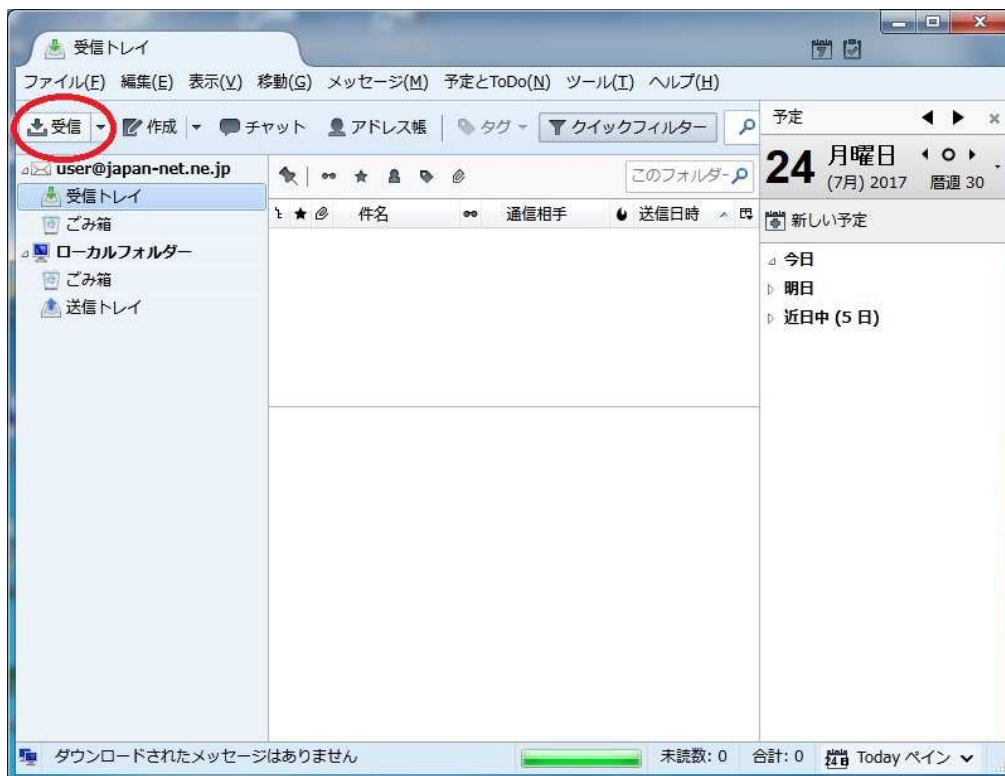 受信トレイ
ファイル(F) 編集(E) 表示(V) 移動(G) メッセージ(M) 予定とToDo(N) ツール(T) ヘルプ(H)
受信 作成 チャット アドレス帳 タグ クイックフィルター
user@japan-net.ne.jp
受信トレイ
ごみ箱
ローカルフォルダー
ごみ箱
送信トレイ
このフォルダー
件名 通信相手 送信日時
予定
24 月曜日
(7月) 2017 暦週 30
新しい予定
今日
明日
近日中 (5 日)
ダウンロードされたメッセージはありません 未読数: 0 合計: 0 24 Today ペイン